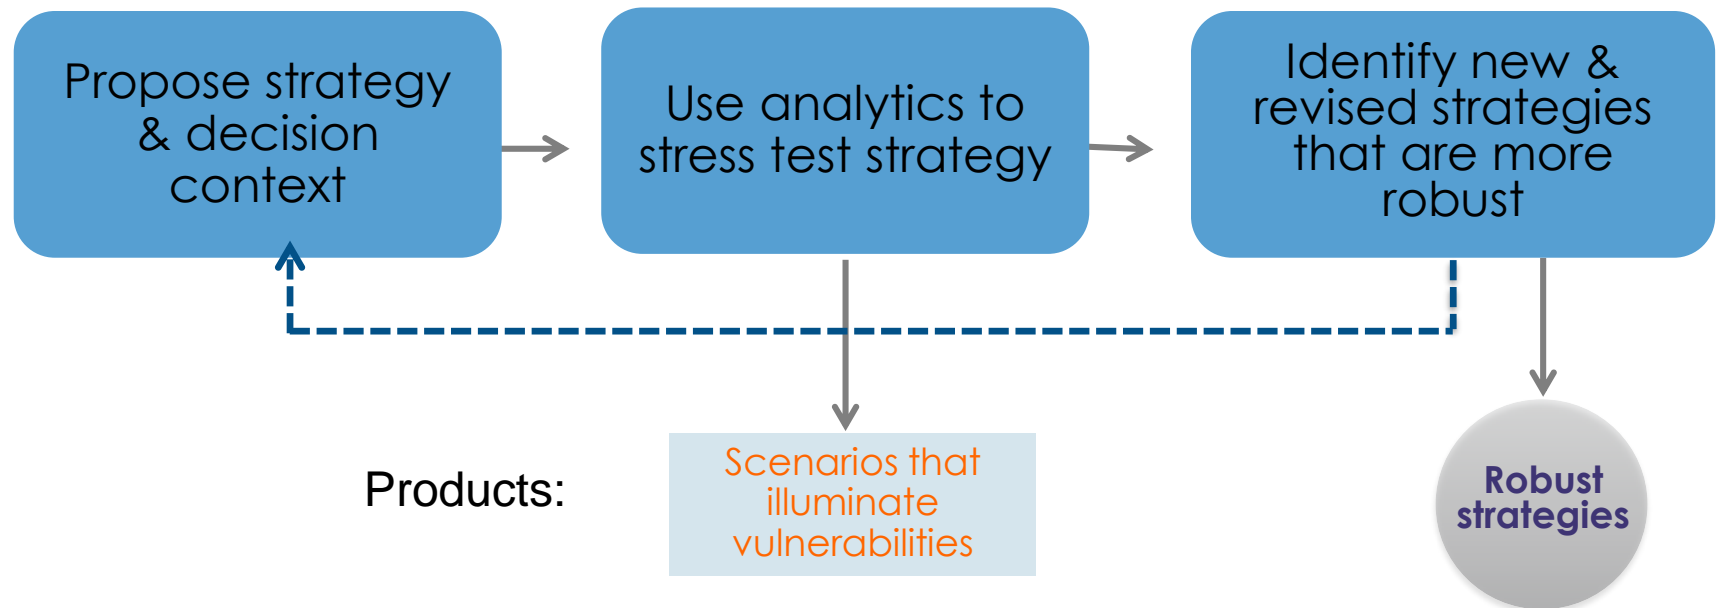 Propose strategy
& decision
context
Use analytics to
stress test strategy
Identify new &
revised strategies
that are more
robust
Products:
Scenarios that
illuminate
vulnerabilities
Robust
strategies